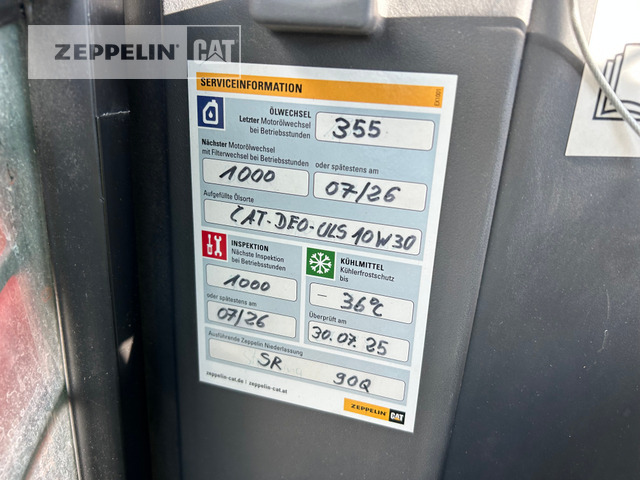 ZEPPELIN CAT
SERVICEINFORMATION
ÖLWECHSEL
Letzter Motorölwechsel
bei Betriebsstunden
355
Nächster Motorölwechsel
mit Filterwechsel bei Betriebsstunden
oder spätestens am
1000
07/26
Aufgefüllte Ölsorte
CAT-DEO-ULS 10W30
INSPEKTION
Nächste Inspektion
bei Betriebsstunden
1000
oder spätestens am
07/26
KÜHLMITTEL
Kühlerfrostschutz
bis
-36°C
Überprüft am
30.07.25
Ausführende Zeppelin Niederlassung
SR 90Q
zeppelin-cat.de | zeppelin-cat.at
ZEPPELIN CAT